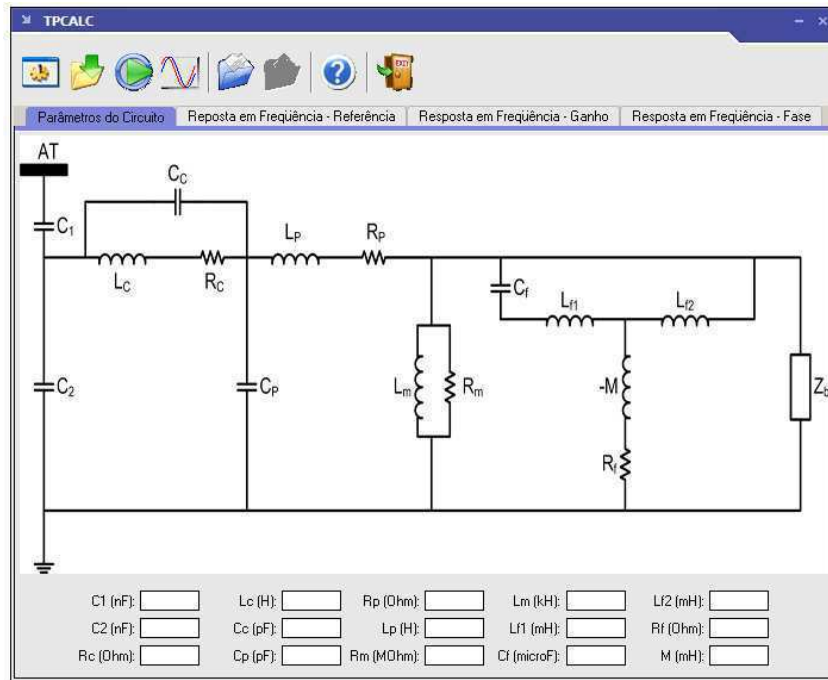 TPCALC
EXIT
Parâmetros do Circuito Reposta em Freqüência - Referência Resposta em Freqüência - Ganho Resposta em Freqüência - Fase
AT
C1
CC
LC
RC
LP
RP
Cf
Lf1
Lf2
C2
CP
Lm
Rm
-M
Rf
Zb
C1 (nF): Lc (H): Rp (Ohm): Lm (kH): Lf2 (mH):
C2 (nF): Cc (pF): Lp (H): Lf1 (mH): Rf (Ohm):
Rc (Ohm): Cp (pF): Rm (MOhm): Cf (microF): M (mH):